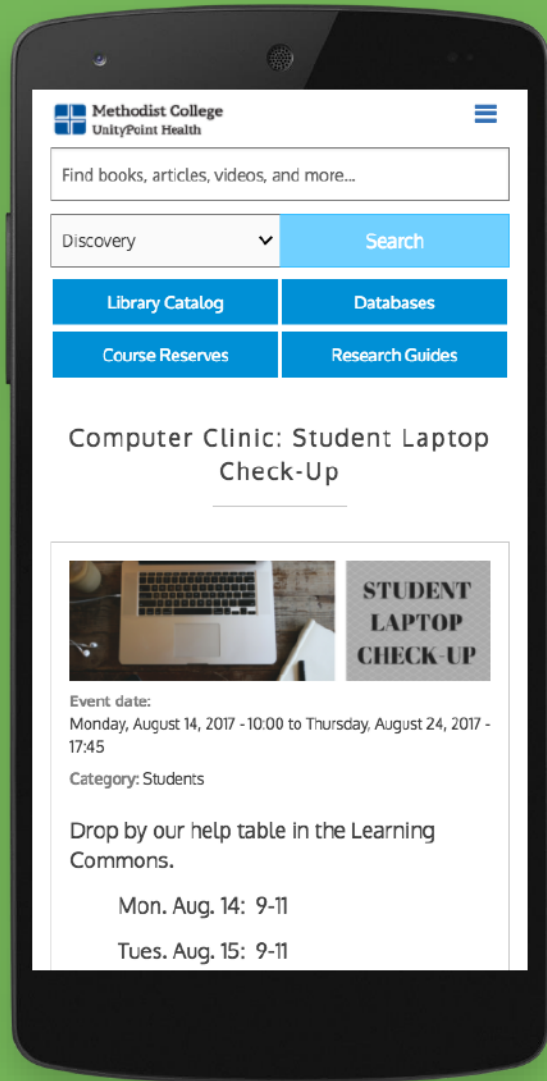 Methodist College
UnityPoint Health
Find books, articles, videos, and more...
Discovery
Search
Library Catalog
Databases
Course Reserves
Research Guides
Computer Clinic: Student Laptop
Check-Up
STUDENT
LAPTOP
CHECK-UP
Event date:
Monday, August 14, 2017 - 10:00 to Thursday, August 24, 2017 -
17:45
Category: Students
Drop by our help table in the Learning
Commons.
Mon. Aug. 14: 9-11
Tues. Aug. 15: 9-11